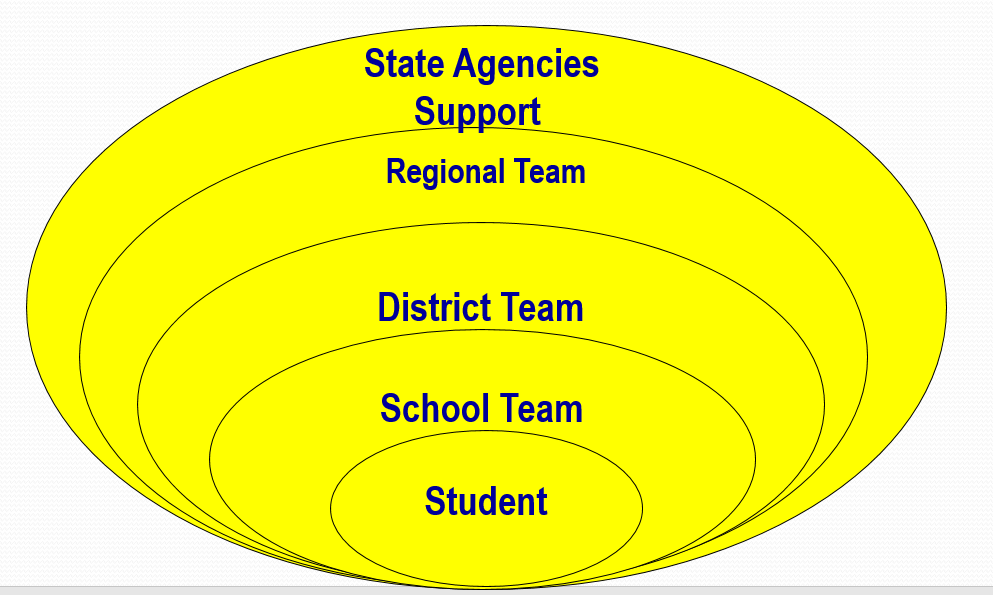 State Agencies
Support
Regional Team
District Team
School Team
Student